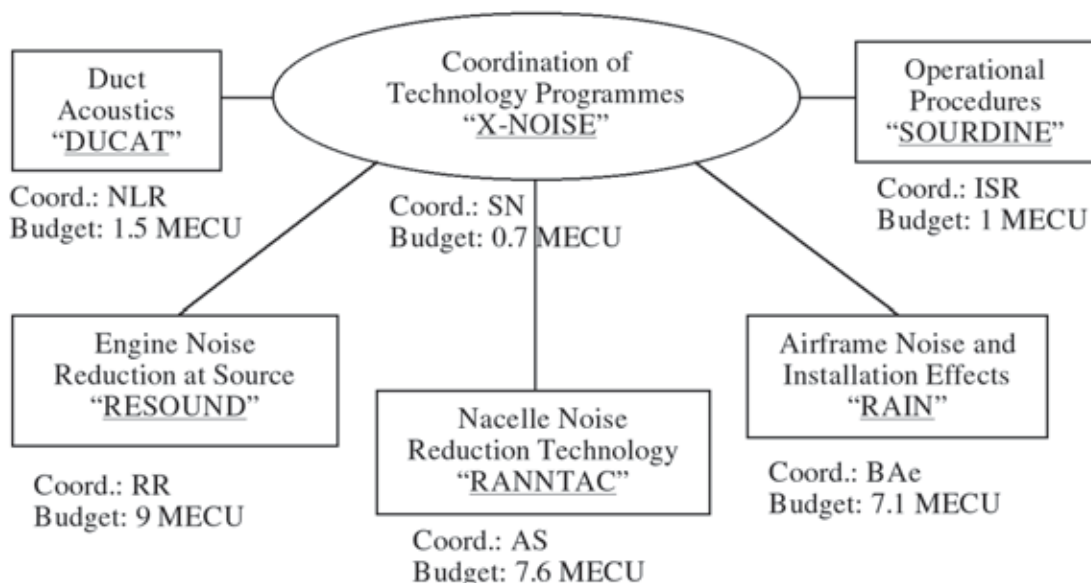 Duct
Acoustics
“DUCAT”
Coord.: NLR
Budget: 1.5 MECU
Coordination of
Technology Programmes
“X-NOISE”
Coord.: SN
Budget: 0.7 MECU
Operational
Procedures
“SOURDINE”
Coord.: ISR
Budget: 1 MECU
Engine Noise
Reduction at Source
“RESOUND”
Coord.: RR
Budget: 9 MECU
Nacelle Noise
Reduction Technology
“RANNTAC”
Coord.: AS
Budget: 7.6 MECU
Airframe Noise and
Installation Effects
“RAIN”
Coord.: BAe
Budget: 7.1 MECU